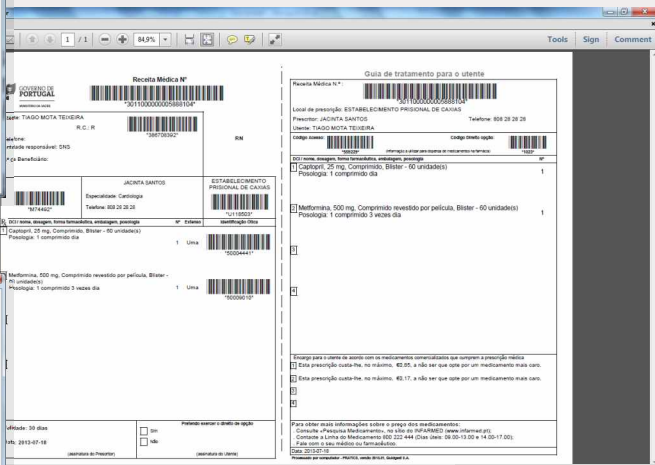 1 / 1
84,9%
Tools
Sign
Comment
GOVERNO DE
PORTUGAL
Receita Médica Nº
*3011000000005888104*
Utente: TIAGO MOTA TEIXEIRA
R.C.: R
*386708392*
RN
Telefone:
Entidade responsável: SNS
Nº de Beneficiário:
*M74492*
JACINTA SANTOS
Especialidade: Cardiologia
Telefone: 808 28 28 28
ESTABELECIMENTO
PRISIONAL DE CAXIAS
*U118503*
DCI / nome, dosagem, forma farmacêutica, embalagem, posologia
Nº
Extenso
Identificação Ótica
1 Captopril, 25 mg, Comprimido, Blister - 60 unidade(s)
Posologia: 1 comprimido dia
1 Uma
*50004441*
Metformina, 500 mg, Comprimido revestido por película, Blister -
60 unidade(s)
Posologia: 1 comprimido 3 vezes dia
1 Uma
*50009010*
Validade: 30 dias
Data: 2013-07-18
(assinatura do Prescritor)
Pretendo exercer o direito de opção
Sim
Não
(assinatura do Utente)
Guia de tratamento para o utente
Receita Médica N.º :
*3011000000005888104*
Local de prescrição: ESTABELECIMENTO PRISIONAL DE CAXIAS
Prescritor: JACINTA SANTOS
Telefone: 808 28 28 28
Utente: TIAGO MOTA TEIXEIRA
Código Acesso:
Código Direito opção:
Informação a utilizar para dispensa de medicamentos na farmácia
DCI / nome, dosagem, forma farmacêutica, embalagem, posologia
Nº
1 Captopril, 25 mg, Comprimido, Blister - 60 unidade(s)
Posologia: 1 comprimido dia
1
2 Metformina, 500 mg, Comprimido revestido por película, Blister - 60 unidade(s)
Posologia: 1 comprimido 3 vezes dia
1
3
4
Encargo para o utente de acordo com os medicamentos comercializados que cumprem a prescrição médica
1 Esta prescrição custa-lhe, no máximo, €0,95, a não ser que opte por um medicamento mais caro.
2 Esta prescrição custa-lhe, no máximo, €0,17, a não ser que opte por um medicamento mais caro.
3
4
Para obter mais informações sobre o preço dos medicamentos:
Consulte «Pesquisa Medicamento», no sítio do INFARMED (www.infarmed.pt);
Contacte a Linha do Medicamento 800 222 444 (Dias úteis: 09.00-13.00 e 14.00-17.00);
Fale com o seu médico ou farmacêutico.
Data: 2013-07-18